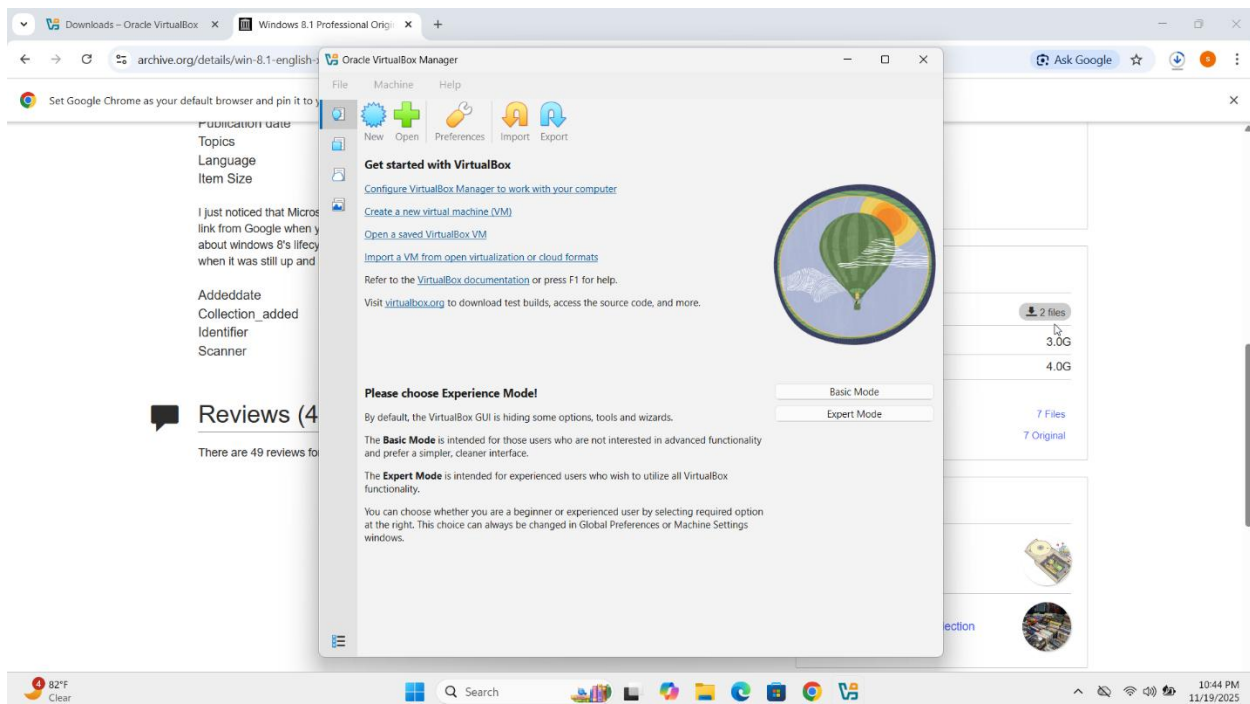 Downloads – Oracle VirtualBox
Windows 8.1 Professional Origi
archive.org/details/win-8.1-english-
Ask Google
S
Set Google Chrome as your default browser and pin it to y
Oracle VirtualBox Manager
File Machine Help
New Open Preferences Import Export
Get started with VirtualBox
Configure VirtualBox Manager to work with your computer
Create a new virtual machine (VM)
Open a saved VirtualBox VM
Import a VM from open virtualization or cloud formats
Refer to the VirtualBox documentation or press F1 for help.
Visit virtualbox.org to download test builds, access the source code, and more.
Please choose Experience Mode!
By default, the VirtualBox GUI is hiding some options, tools and wizards.
The Basic Mode is intended for those users who are not interested in advanced functionality
and prefer a simpler, cleaner interface.
The Expert Mode is intended for experienced users who wish to utilize all VirtualBox
functionality.
You can choose whether you are a beginner or experienced user by selecting required option
at the right. This choice can always be changed in Global Preferences or Machine Settings
windows.
Basic Mode
Expert Mode
Publication date
Topics
Language
Item Size
I just noticed that Micros
link from Google when y
about windows 8's lifecy
when it was still up and
Addeddate
Collection_added
Identifier
Scanner
Reviews (4
There are 49 reviews fo
2 files
3.0G
4.0G
7 Files
7 Original
ection
4
82°F
Clear
Search
10:44 PM
11/19/2025